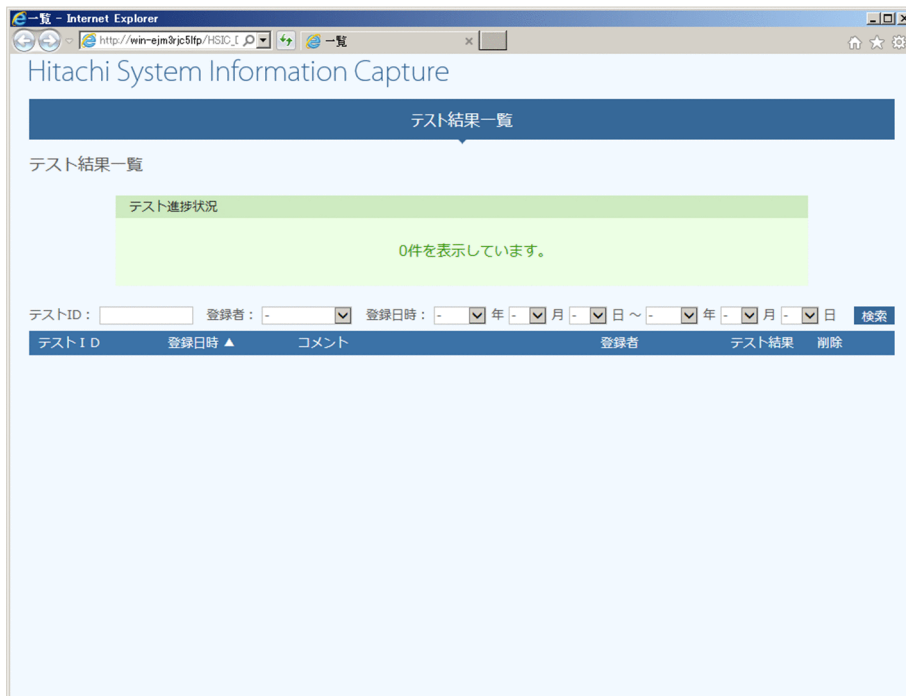 一覧 - Internet Explorer
http://win-ejm3rjc5lfp/HSIC_D
一覧
Hitachi System Information Capture
テスト結果一覧
テスト結果一覧
テスト進捗状況
0件を表示しています。
テストID： 登録者： - 登録日時： - 年 - 月 - 日 ～ - 年 - 月 - 日 検索
テストＩＤ 登録日時 ▲ コメント 登録者 テスト結果 削除